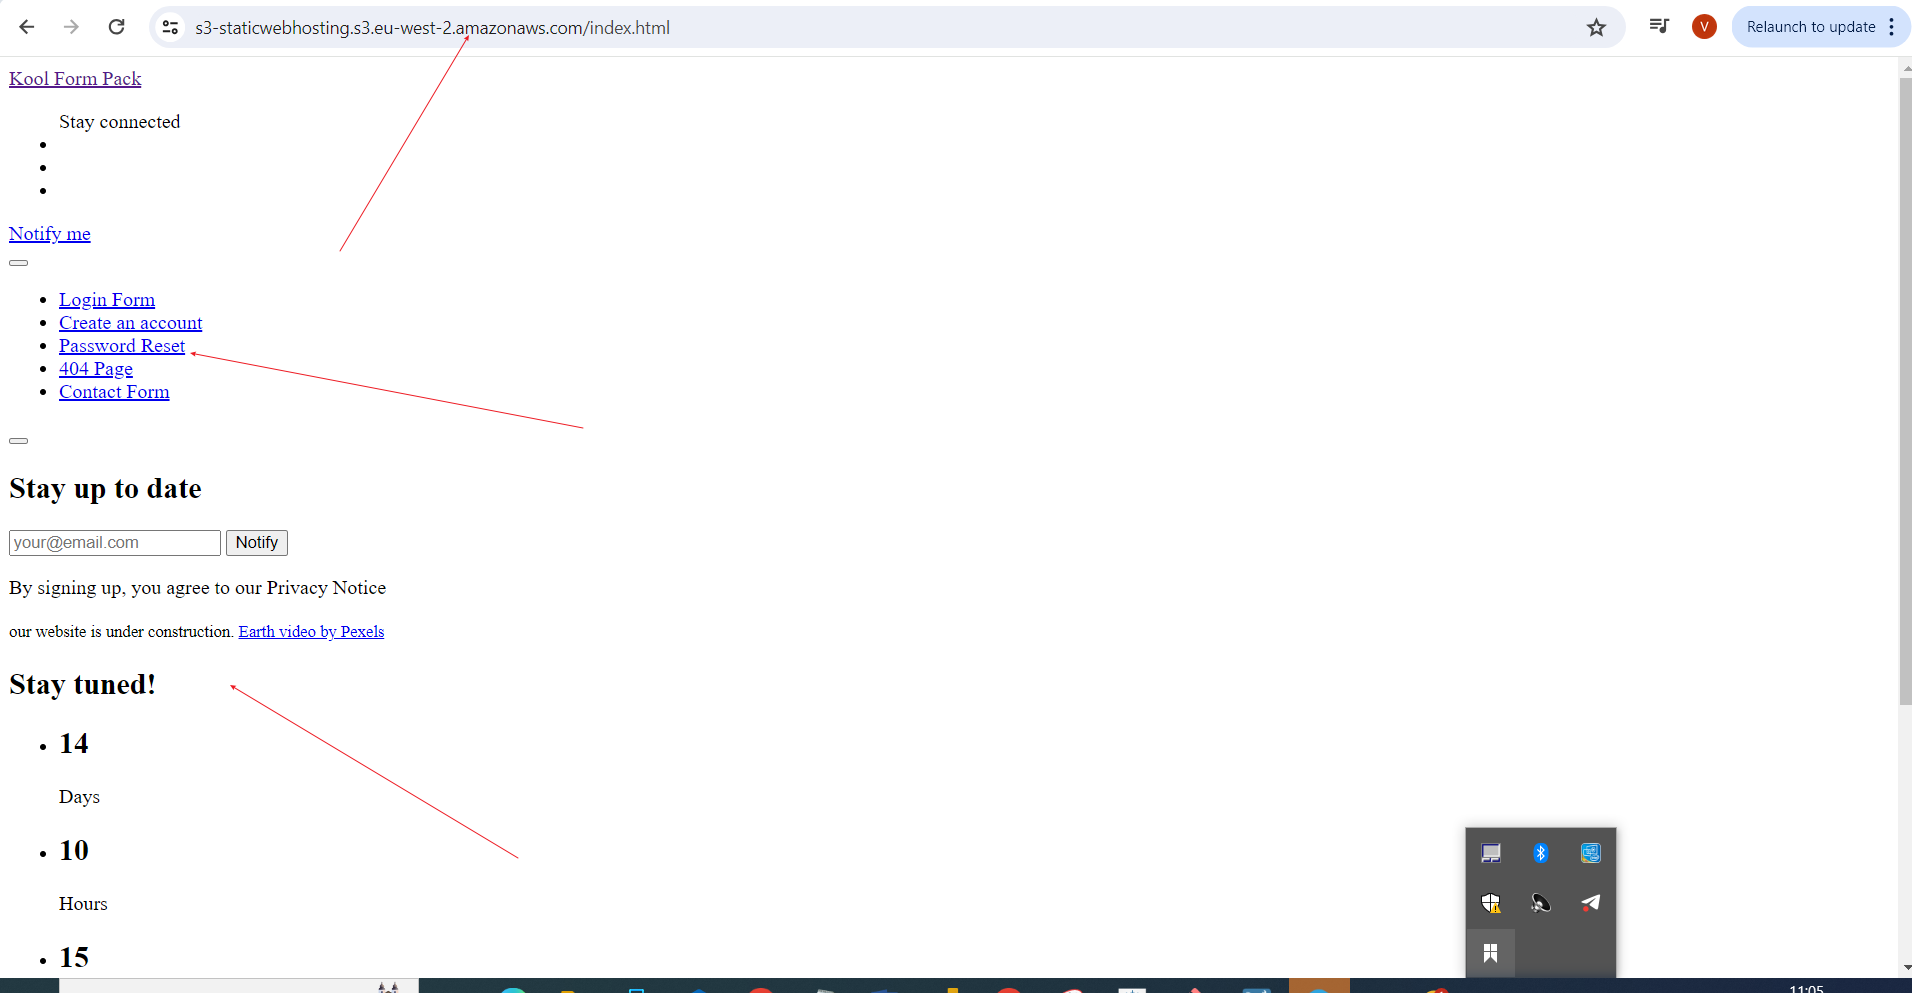 s3-staticwebhosting.s3.eu-west-2.amazonaws.com/index.html
V
Relaunch to update
Kool Form Pack
Stay connected
Notify me
Login Form
Create an account
Password Reset
404 Page
Contact Form
Stay up to date
your@email.com Notify
By signing up, you agree to our Privacy Notice
our website is under construction. Earth video by Pexels
Stay tuned!
14
Days
10
Hours
15
11:05